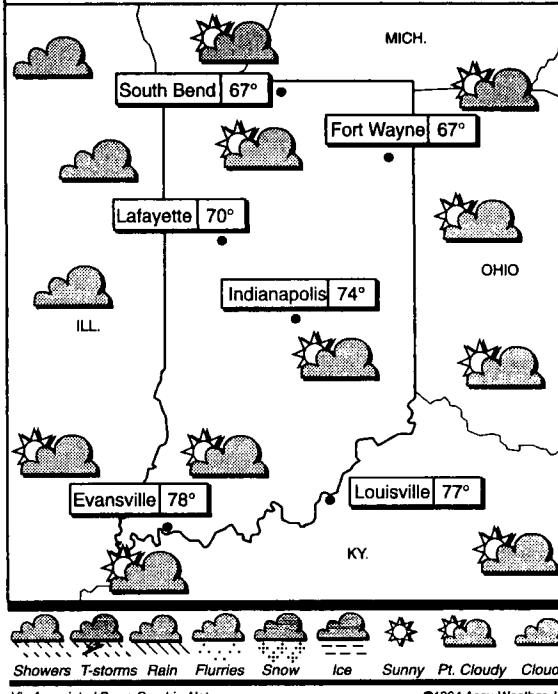 MICH.
South Bend 67°
Fort Wayne 67°
Lafayette 70°
OHIO
Indianapolis 74°
ILL.
Evansville 78°
Louisville 77°
KY.
Showers T-storms Rain Flurries Snow Ice Sunny Pt. Cloudy